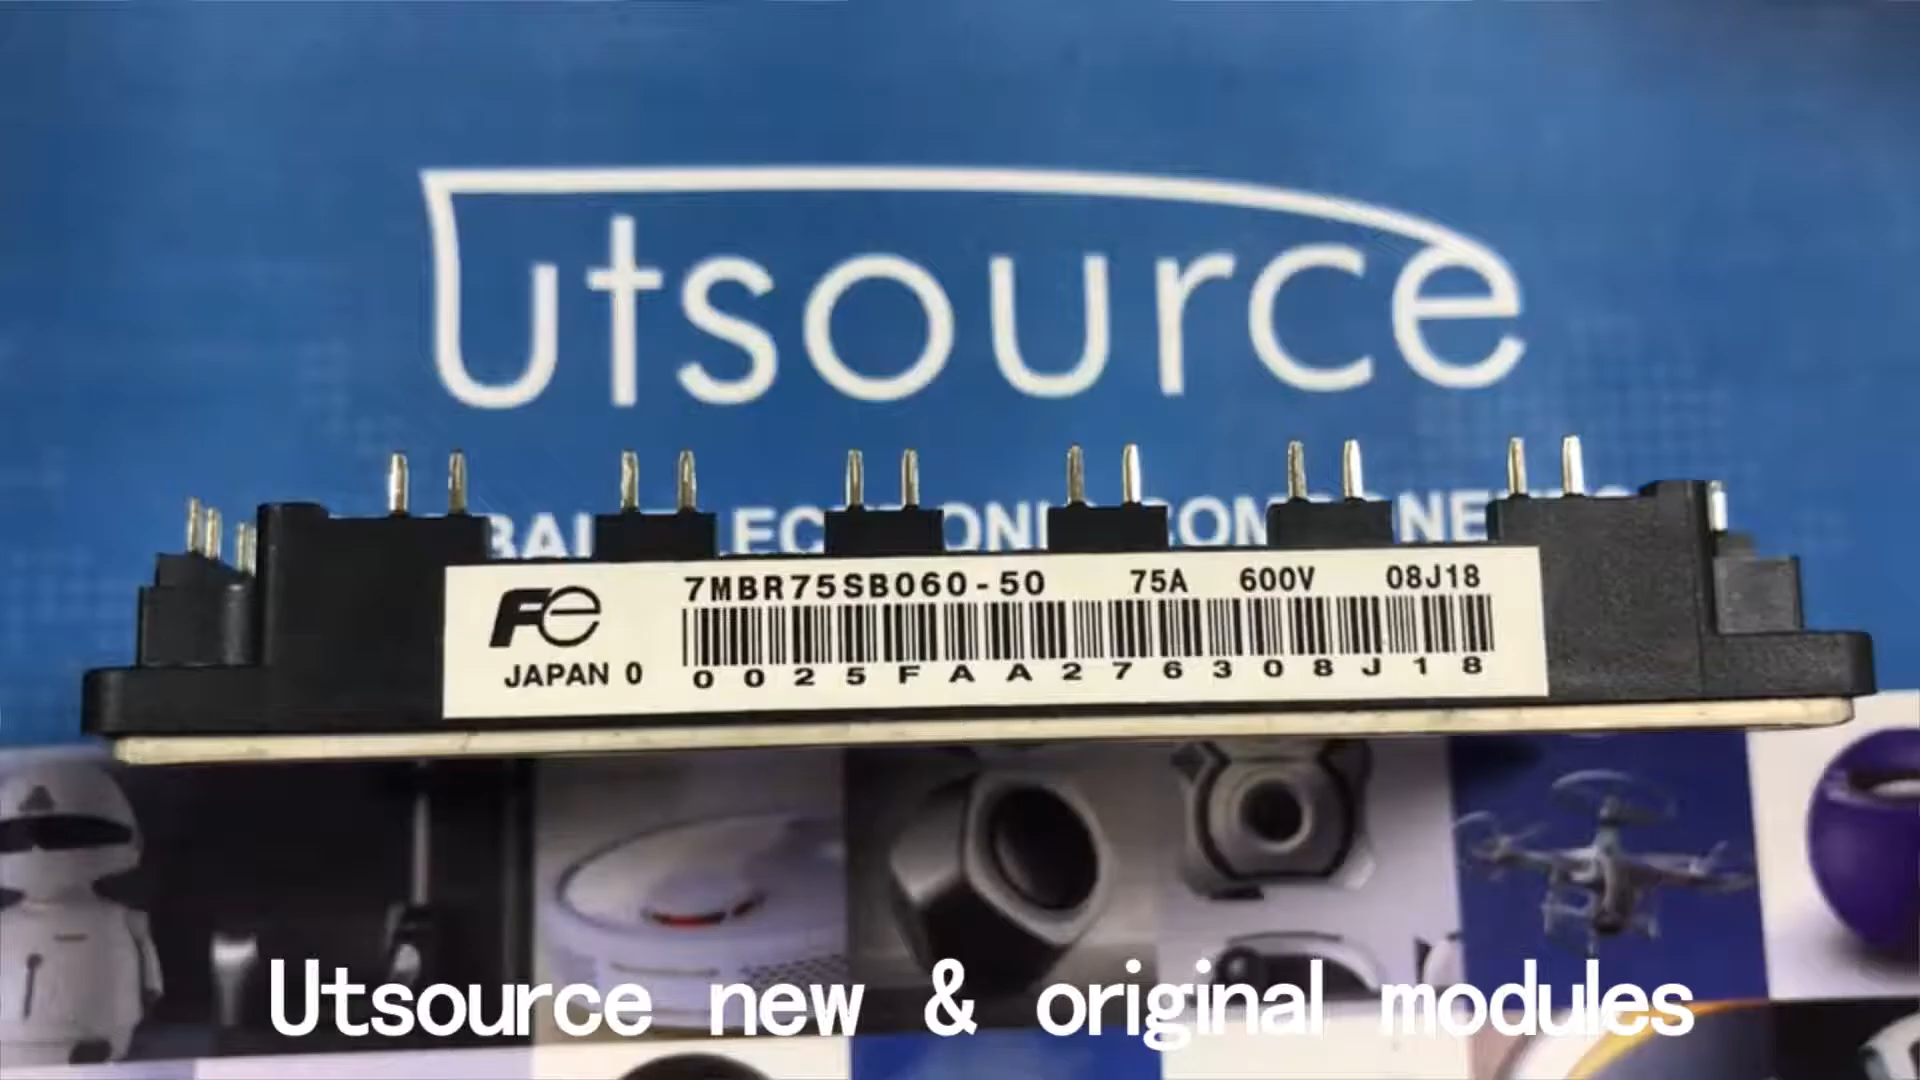 Utsource
7MBR75SB060-50 75A 600V 08J18
Fe
JAPAN 0
0025FAA276308J18
Utsource new & original modules